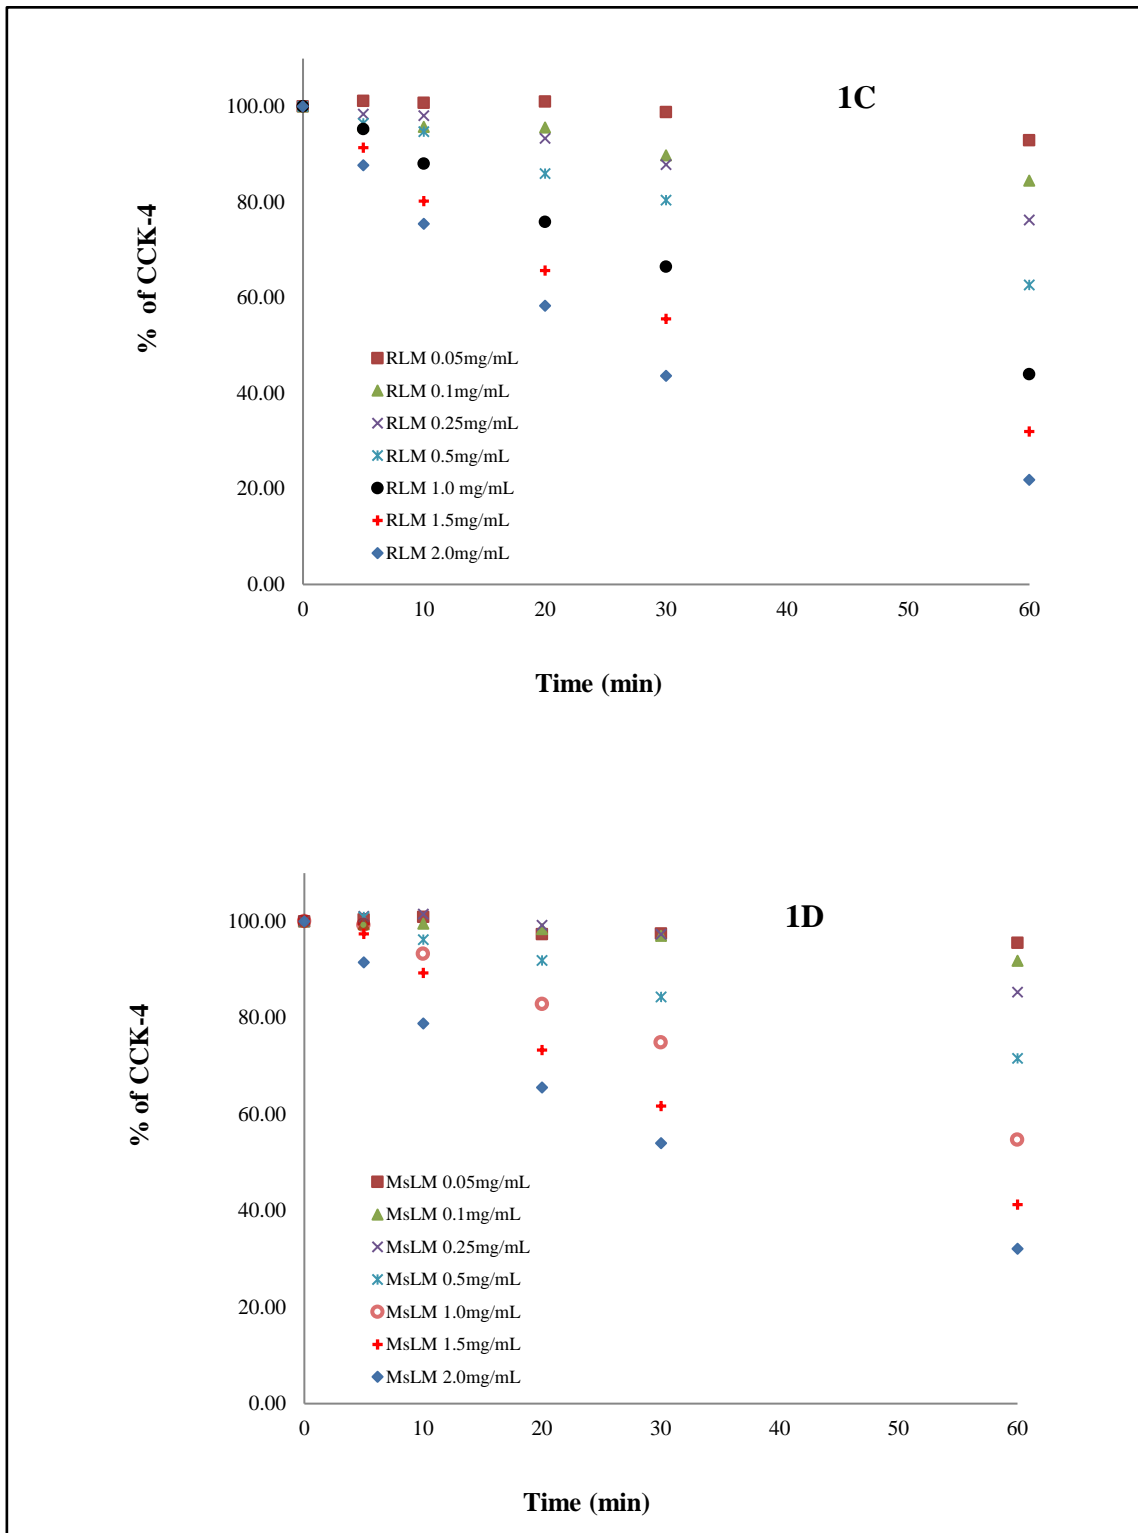 1C
% of CCK-4
100.00
80.00
60.00
40.00
20.00
0.00
RLM 0.05mg/mL
RLM 0.1mg/mL
RLM 0.25mg/mL
RLM 0.5mg/mL
RLM 1.0 mg/mL
RLM 1.5mg/mL
RLM 2.0mg/mL
0 10 20 30 40 50 60
Time (min)
1D
% of CCK-4
100.00
80.00
60.00
40.00
20.00
0.00
MsLM 0.05mg/mL
MsLM 0.1mg/mL
MsLM 0.25mg/mL
MsLM 0.5mg/mL
MsLM 1.0mg/mL
MsLM 1.5mg/mL
MsLM 2.0mg/mL
0 10 20 30 40 50 60
Time (min)